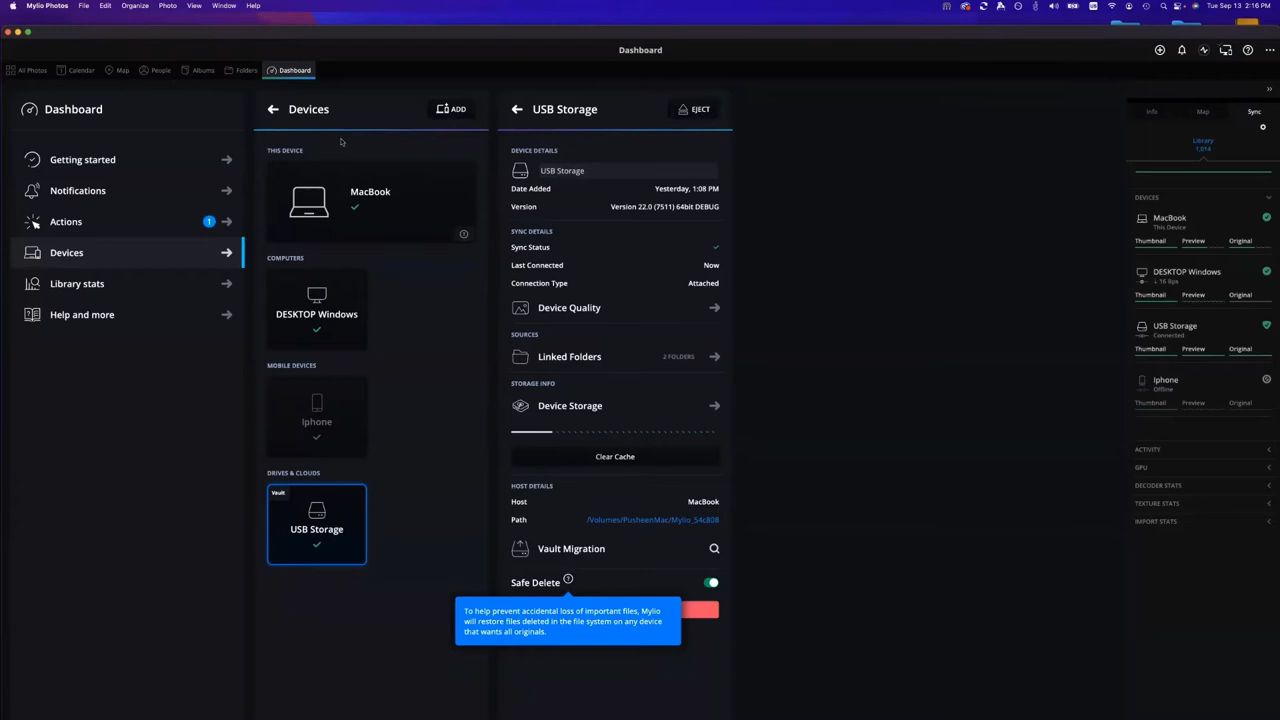 Mylio Photos File Edit Organize Photo View Window Help
Tue Sep 13 2:16 PM
Dashboard
All Photos Calendar Map People Albums Folders Dashboard
Dashboard
Getting started
Notifications
Actions 1
Devices
Library stats
Help and more
Devices ADD
THIS DEVICE
MacBook
COMPUTERS
DESKTOP Windows
MOBILE DEVICES
Iphone
DRIVES & CLOUDS
Vault
USB Storage
USB Storage EJECT
DEVICE DETAILS
USB Storage
Date Added Yesterday, 1:08 PM
Version Version 22.0 (7511) 64bit DEBUG
SYNC DETAILS
Sync Status
Last Connected Now
Connection Type Attached
Device Quality
SOURCES
Linked Folders 2 FOLDERS
STORAGE INFO
Device Storage
Clear Cache
HOST DETAILS
Host MacBook
Path /Volumes/PusheenMac/Mylio_54c808
Vault Migration
Safe Delete
To help prevent accidental loss of important files, Mylio
will restore files deleted in the file system on any device
that wants all originals.
Info Map Sync
Library
1,014
DEVICES
MacBook
This Device
Thumbnail Preview Original
DESKTOP Windows
↓ 16 Bps
Thumbnail Preview Original
USB Storage
Connected
Thumbnail Preview Original
Iphone
Offline
Thumbnail Preview Original
ACTIVITY
GPU
DECODER STATS
TEXTURE STATS
IMPORT STATS